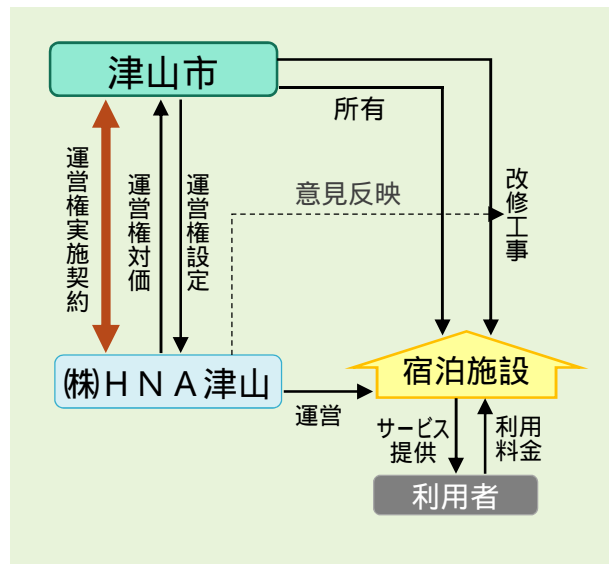 津山市
所有
運営権実施契約
運営権対価
運営権設定
意見反映
改修工事
㈱ＨＮＡ津山
運営
宿泊施設
サービス
提供
利用
料金
利用者